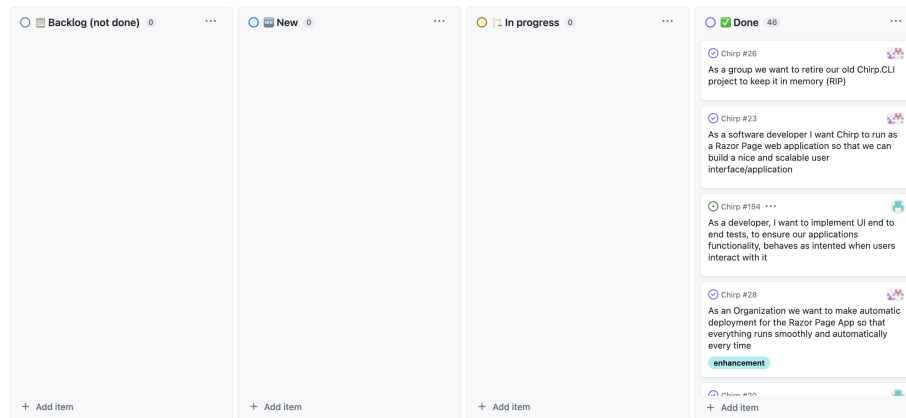 Backlog (not done) 0 ...
NEW New 0 ...
In progress 0 ...
Done 46 ...
Chirp #26
As a group we want to retire our old Chirp.CLI
project to keep it in memory (RIP)
Chirp #23
As a software developer I want Chirp to run as
a Razor Page web application so that we can
build a nice and scalable user
interface/application
Chirp #154 ...
As a developer, I want to implement UI end to
end tests, to ensure our applications
functionality, behaves as intented when users
interact with it
Chirp #28
As an Organization we want to make automatic
deployment for the Razor Page App so that
everything runs smoothly and automatically
every time
enhancement
Chirp #20
+ Add item
+ Add item
+ Add item
+ Add item